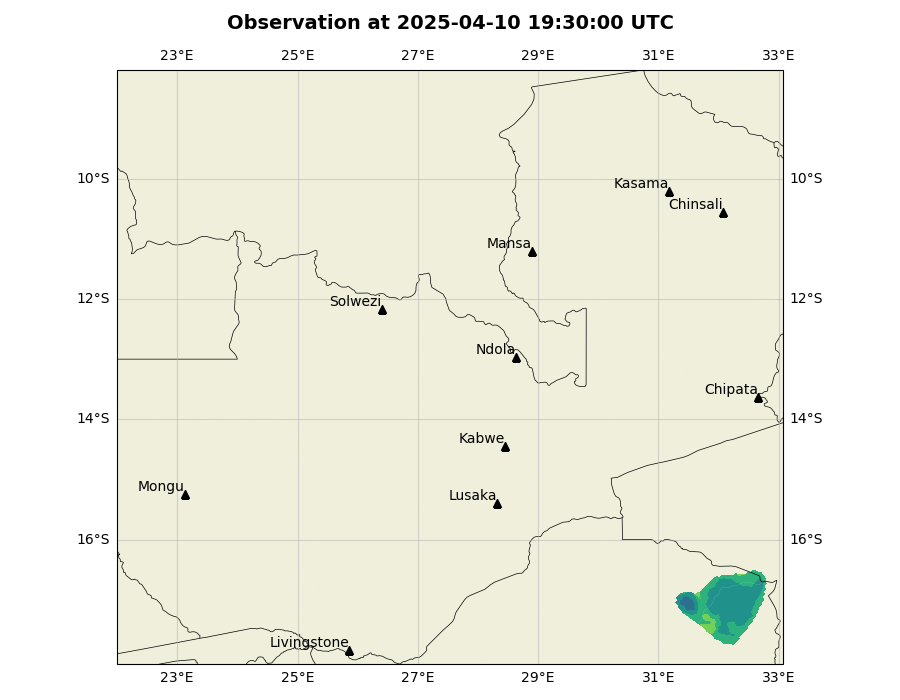 Observation at 2025-04-10 19:30:00 UTC
23°E 25°E 27°E 29°E 31°E 33°E
10°S 10°S
Kasama
Chinsali
Mansa
12°S 12°S
Solwezi
Ndola
Chipata
14°S 14°S
Kabwe
Mongu
Lusaka
16°S 16°S
Livingstone
23°E 25°E 27°E 29°E 31°E 33°E